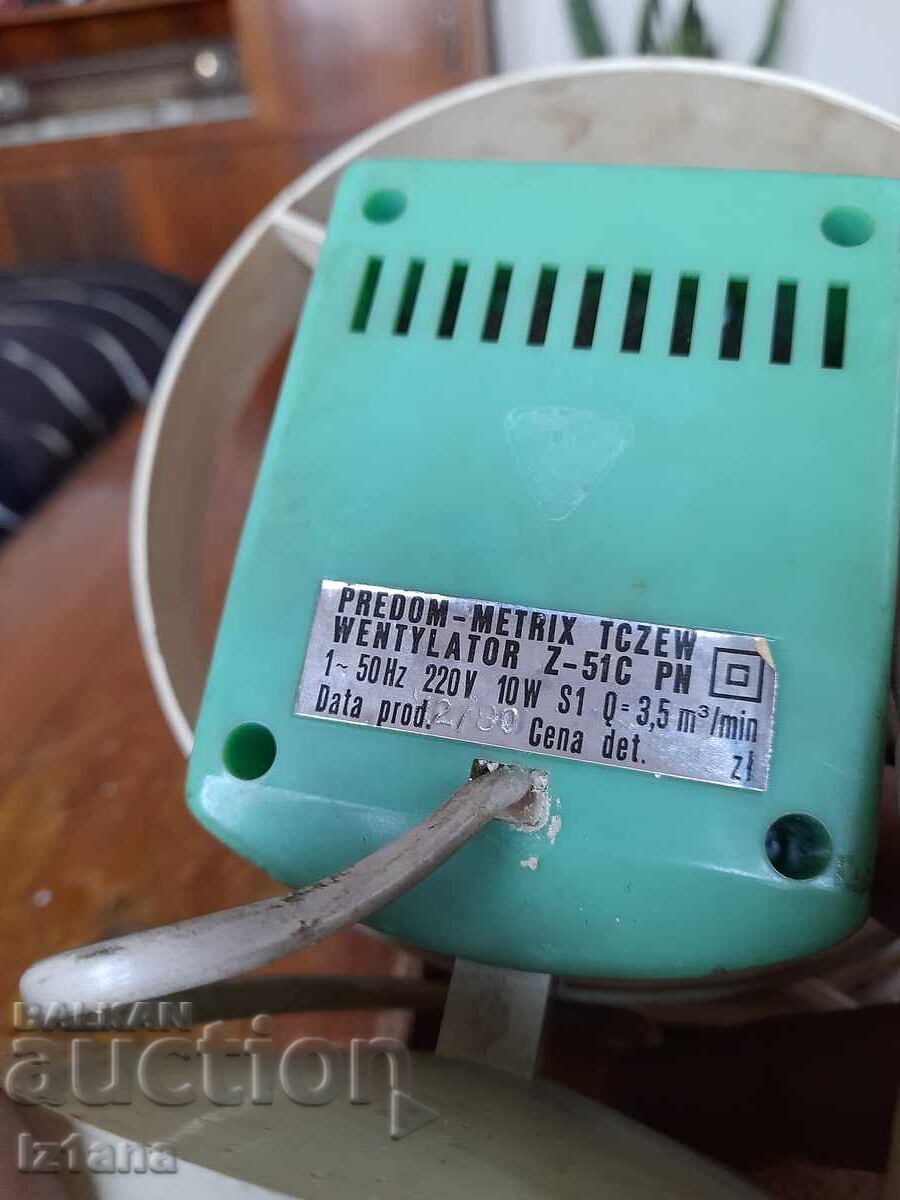 PREDOM-METRIX TCZEW
WENTYLATOR Z-51C PN
1~ 50Hz 220V 10W S1 Q=3,5 m³/min
Data prod. 2/80 Cena det. zł
BALKAN
auction
Iz1ana